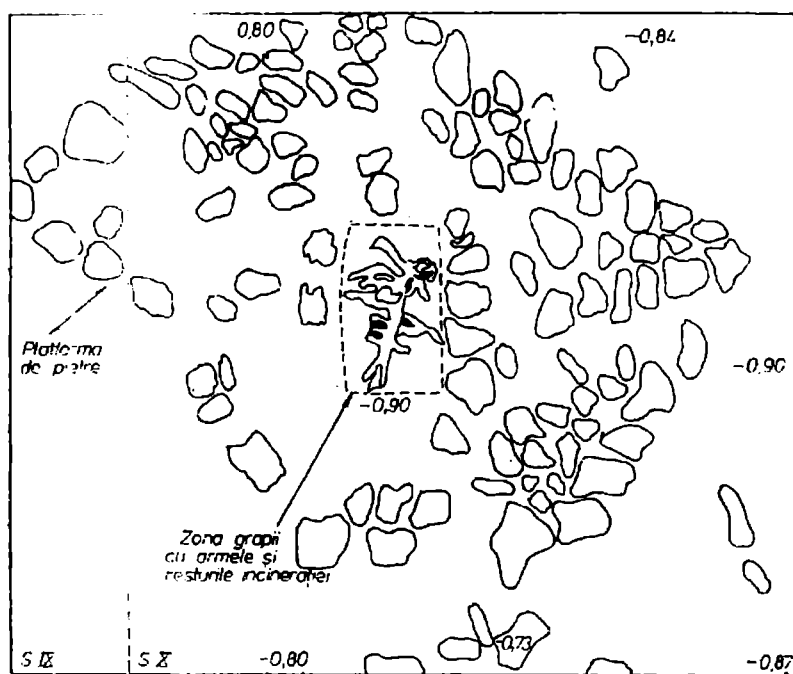 0,80
-0,84
Platforma
de pietre
-0,90
-0,90
Zona gropii
cu armele și
resturile incinerației
-0,73
S IX
S X
-0,80
-0,87